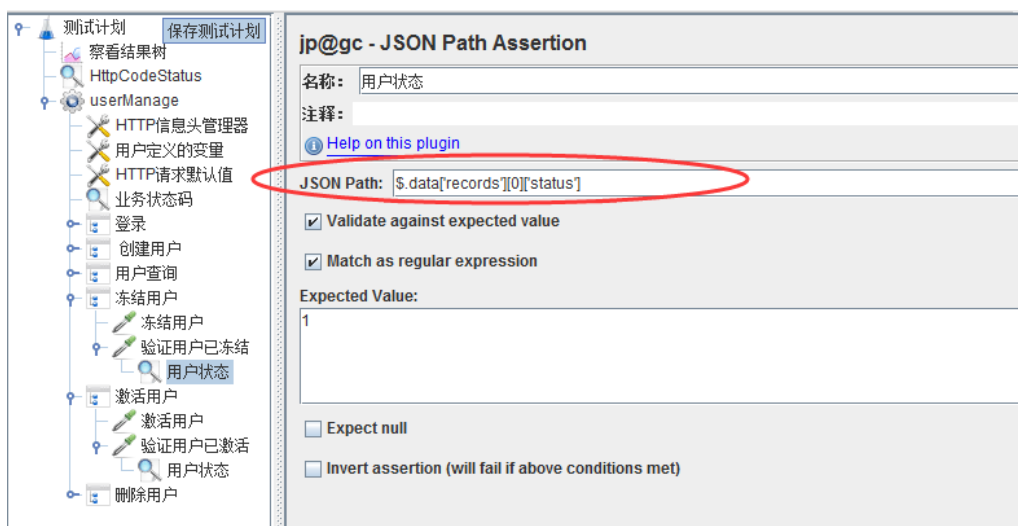 测试计划
保存测试计划
察看结果树
HttpCodeStatus
userManage
HTTP信息头管理器
用户定义的变量
HTTP请求默认值
业务状态码
登录
创建用户
用户查询
冻结用户
冻结用户
验证用户已冻结
用户状态
激活用户
激活用户
验证用户已激活
用户状态
删除用户
jp@gc - JSON Path Assertion
名称： 用户状态
注释：
Help on this plugin
JSON Path: $.data['records'][0]['status']
Validate against expected value
Match as regular expression
Expected Value:
1
Expect null
Invert assertion (will fail if above conditions met)